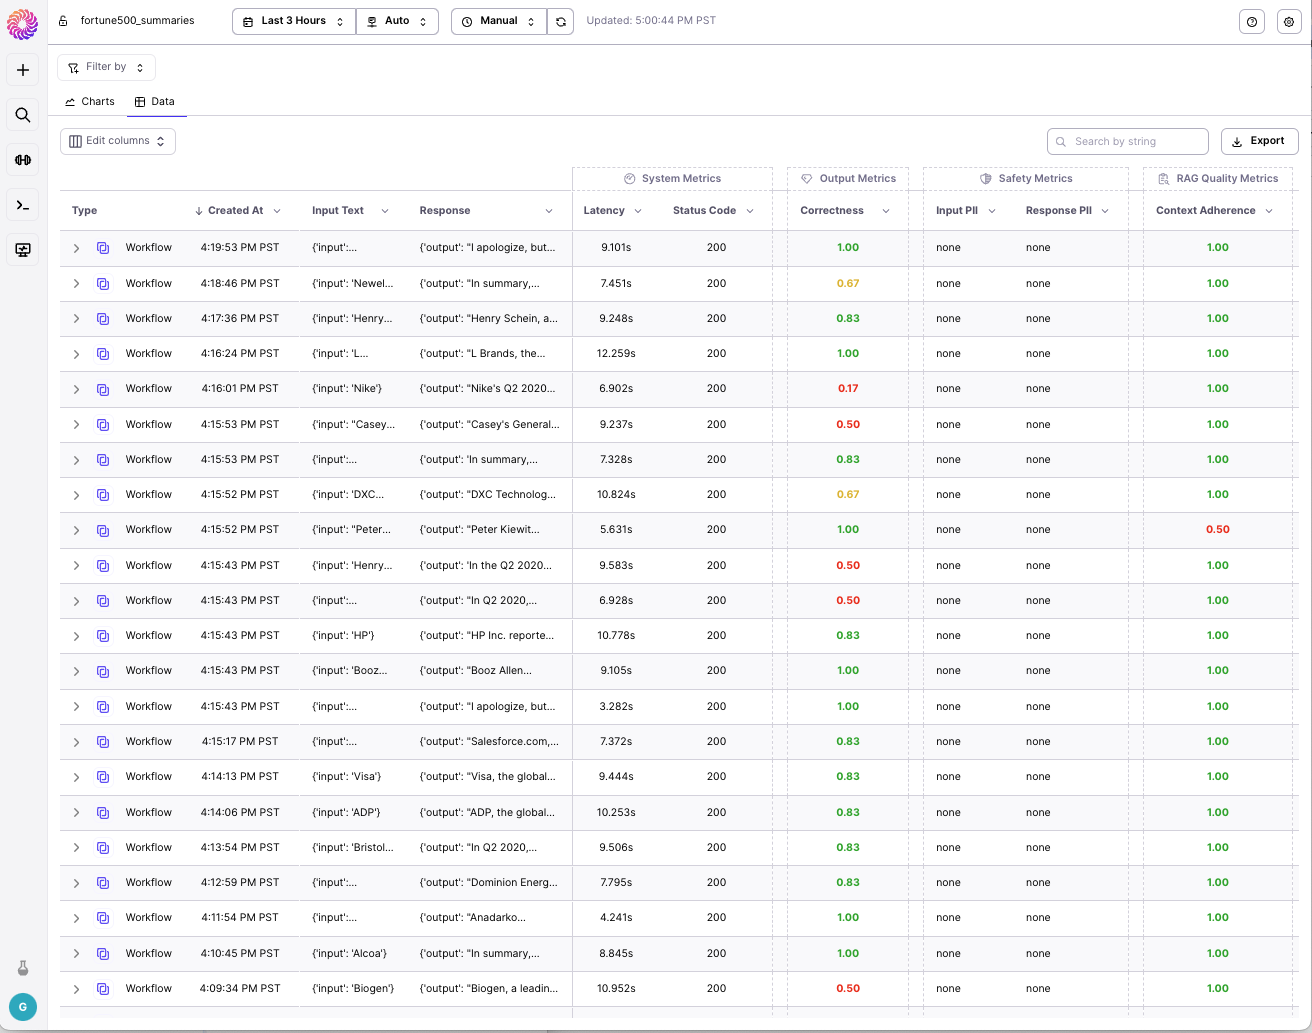 fortune500_summaries Last 3 Hours Auto Manual Updated: 5:00:44 PM PST
Filter by
Charts Data
Edit columns Search by string Export
System Metrics Output Metrics Safety Metrics RAG Quality Metrics
Type Created At Input Text Response Latency Status Code Correctness Input PII Response PII Context Adherence
Workflow 4:19:53 PM PST {'input':... {'output': "I apologize, but... 9.101s 200 1.00 none none 1.00
Workflow 4:18:46 PM PST {'input': 'Newel... {'output': "In summary,... 7.451s 200 0.67 none none 1.00
Workflow 4:17:36 PM PST {'input': 'Henry... {'output': "Henry Schein, a... 9.248s 200 0.83 none none 1.00
Workflow 4:16:24 PM PST {'input': 'L... {'output': "L Brands, the... 12.259s 200 1.00 none none 1.00
Workflow 4:16:01 PM PST {'input': 'Nike'} {'output': "Nike's Q2 2020... 6.902s 200 0.17 none none 1.00
Workflow 4:15:53 PM PST {'input': "Casey... {'output': "Casey's General... 9.237s 200 0.50 none none 1.00
Workflow 4:15:53 PM PST {'input':... {'output': 'In summary,... 7.328s 200 0.83 none none 1.00
Workflow 4:15:52 PM PST {'input': 'DXC... {'output': "DXC Technolog... 10.824s 200 0.67 none none 1.00
Workflow 4:15:52 PM PST {'input': "Peter... {'output': "Peter Kiewit... 5.631s 200 1.00 none none 0.50
Workflow 4:15:43 PM PST {'input': 'Henry... {'output': 'In the Q2 2020... 9.583s 200 0.50 none none 1.00
Workflow 4:15:43 PM PST {'input':... {'output': "In Q2 2020,... 6.928s 200 0.50 none none 1.00
Workflow 4:15:43 PM PST {'input': 'HP'} {'output': "HP Inc. reporte... 10.778s 200 0.83 none none 1.00
Workflow 4:15:43 PM PST {'input': 'Booz... {'output': "Booz Allen... 9.105s 200 1.00 none none 1.00
Workflow 4:15:43 PM PST {'input':... {'output': "I apologize, but... 3.282s 200 1.00 none none 1.00
Workflow 4:15:17 PM PST {'input':... {'output': "Salesforce.com,... 7.372s 200 0.83 none none 1.00
Workflow 4:14:13 PM PST {'input': 'Visa'} {'output': "Visa, the global... 9.444s 200 0.83 none none 1.00
Workflow 4:14:06 PM PST {'input': 'ADP'} {'output': "ADP, the global... 10.253s 200 0.83 none none 1.00
Workflow 4:13:54 PM PST {'input': 'Bristol... {'output': "In Q2 2020,... 9.506s 200 0.83 none none 1.00
Workflow 4:12:59 PM PST {'input':... {'output': "Dominion Energ... 7.795s 200 0.83 none none 1.00
Workflow 4:11:54 PM PST {'input':... {'output': "Anadarko... 4.241s 200 1.00 none none 1.00
Workflow 4:10:45 PM PST {'input': 'Alcoa'} {'output': "In summary,... 8.845s 200 1.00 none none 1.00
Workflow 4:09:34 PM PST {'input': 'Biogen'} {'output': "Biogen, a leadin... 10.952s 200 0.50 none none 1.00
G